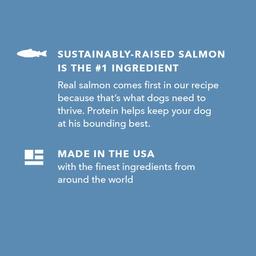 SUSTAINABLY-RAISED SALMON
IS THE #1 INGREDIENT
Real salmon comes first in our recipe
because that's what dogs need to
thrive. Protein helps keep your dog
at his bounding best.
MADE IN THE USA
with the finest ingredients from
around the world